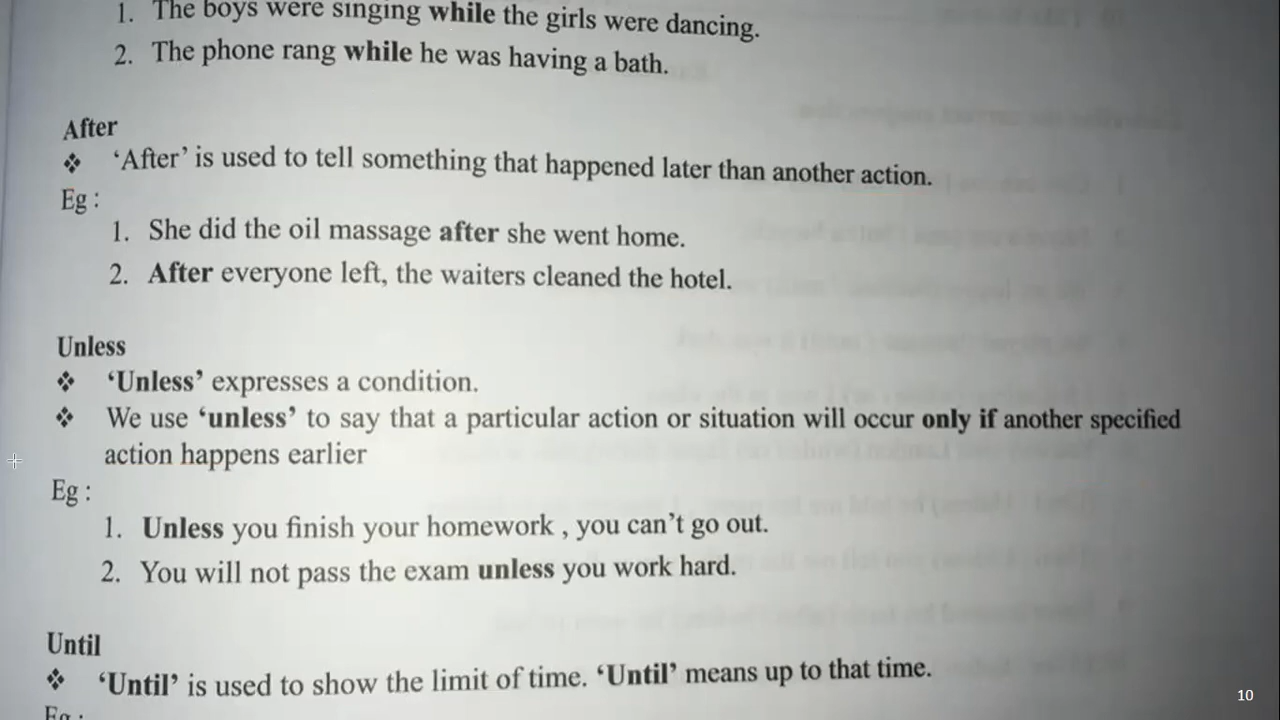 1. The boys were singing while the girls were dancing.
2. The phone rang while he was having a bath.
After
❖ ‘After’ is used to tell something that happened later than another action.
Eg :
1. She did the oil massage after she went home.
2. After everyone left, the waiters cleaned the hotel.
Unless
❖ ‘Unless’ expresses a condition.
❖ We use ‘unless’ to say that a particular action or situation will occur only if another specified
action happens earlier
Eg :
1. Unless you finish your homework , you can’t go out.
2. You will not pass the exam unless you work hard.
Until
❖ ‘Until’ is used to show the limit of time. ‘Until’ means up to that time.
Eg :
10